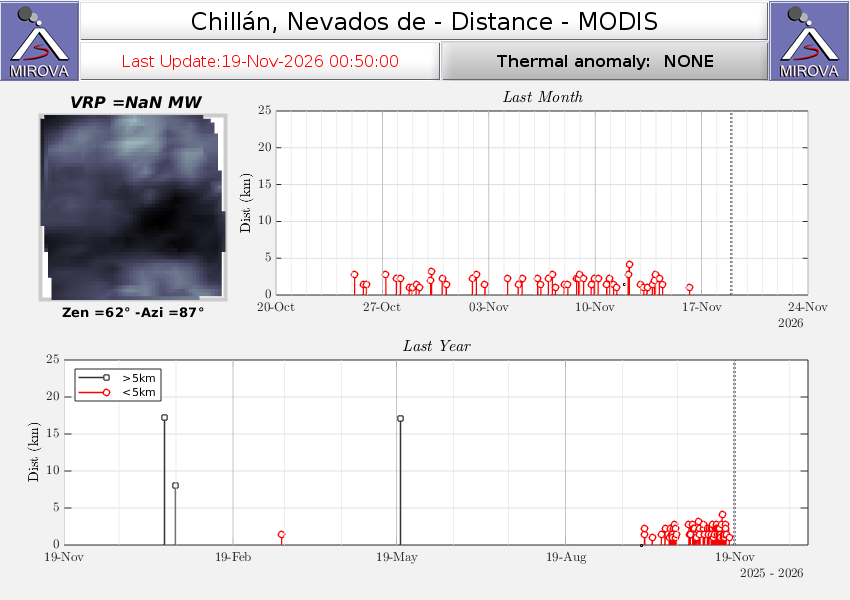 Chillán, Nevados de - Distance - MODIS
MIROVA
Last Update:19-Nov-2026 00:50:00
Thermal anomaly: NONE
MIROVA
VRP =NaN MW
Zen =62° -Azi =87°
Last Month
Dist (km)
25
20
15
10
5
0
20-Oct
27-Oct
03-Nov
10-Nov
17-Nov
24-Nov
2026
Last Year
Dist (km)
25
20
15
10
5
0
>5km
<5km
19-Nov
19-Feb
19-May
19-Aug
19-Nov
2025 - 2026